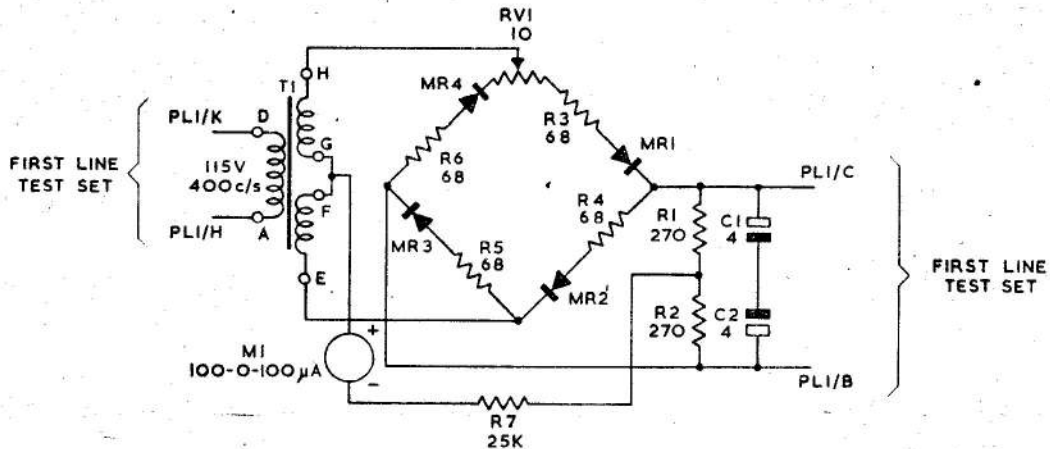 RV1
10
H
MR4
T1
D
PL1/K
R3
68
FIRST LINE
TEST SET
115V
400c/s
G
R6
68
MR1
PL1/C
F
R4
68
R1
270
C1
4
PL1/H
A
MR3
R5
68
E
MR2
R2
270
C2
4
FIRST LINE
TEST SET
+
M1
100-0-100µA
−
PL1/B
R7
25K